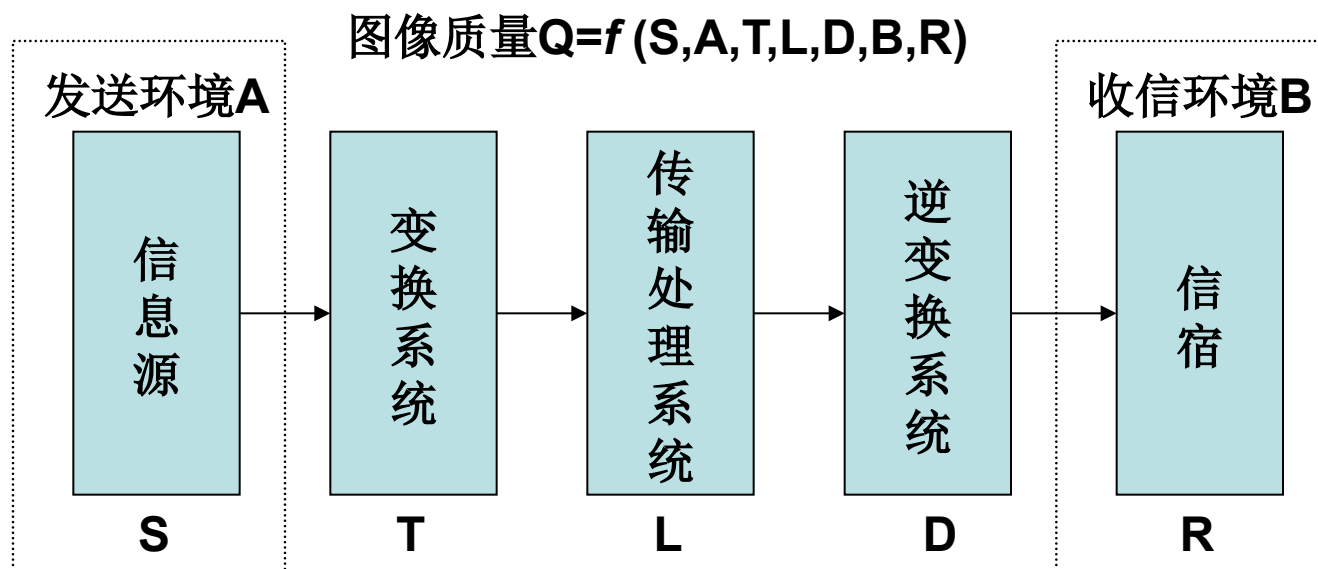 图像质量Q=f (S,A,T,L,D,B,R)
发送环境A
收信环境B
信息源
变换系统
传输处理系统
逆变换系统
信宿
S
T
L
D
R